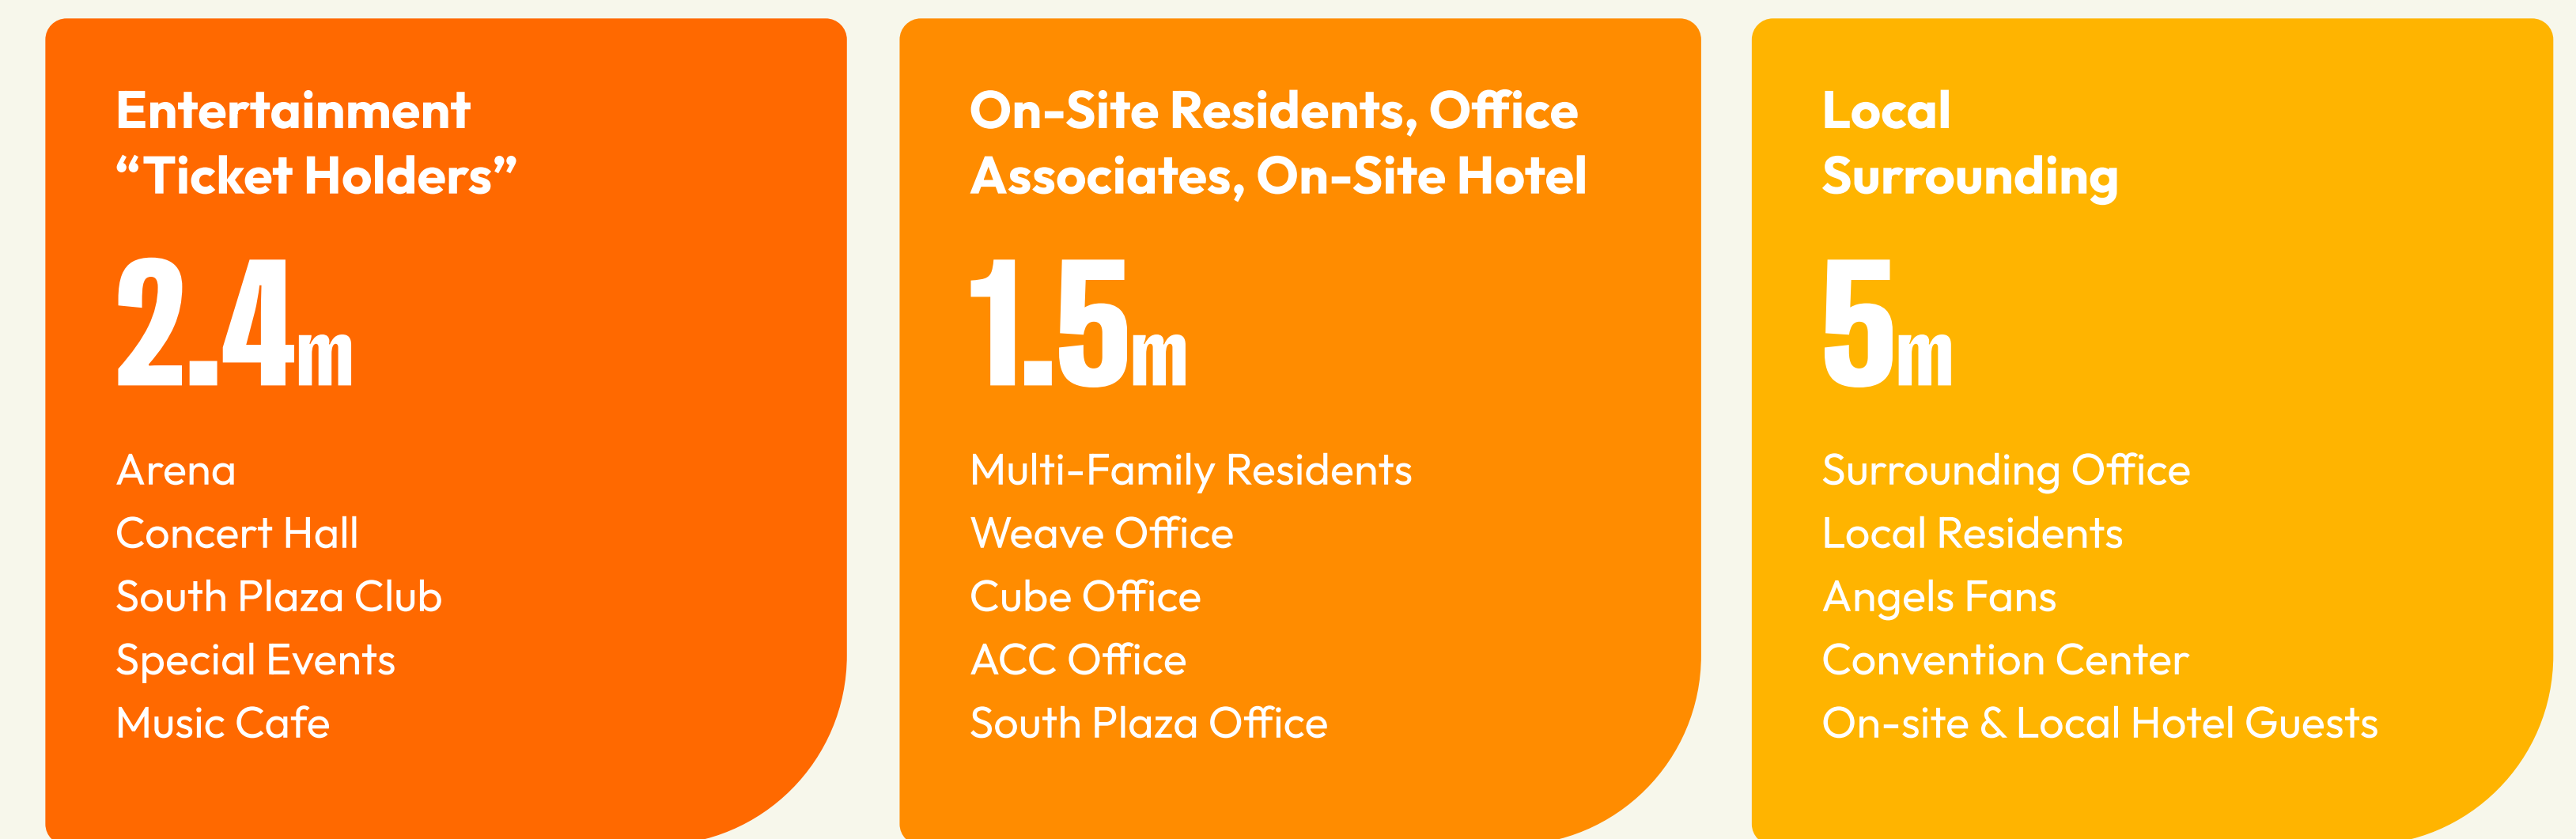 Entertainment
“Ticket Holders”
2.4m
Arena
Concert Hall
South Plaza Club
Special Events
Music Cafe
On-Site Residents, Office
Associates, On-Site Hotel
1.5m
Multi-Family Residents
Weave Office
Cube Office
ACC Office
South Plaza Office
Local
Surrounding
5m
Surrounding Office
Local Residents
Angels Fans
Convention Center
On-site & Local Hotel Guests